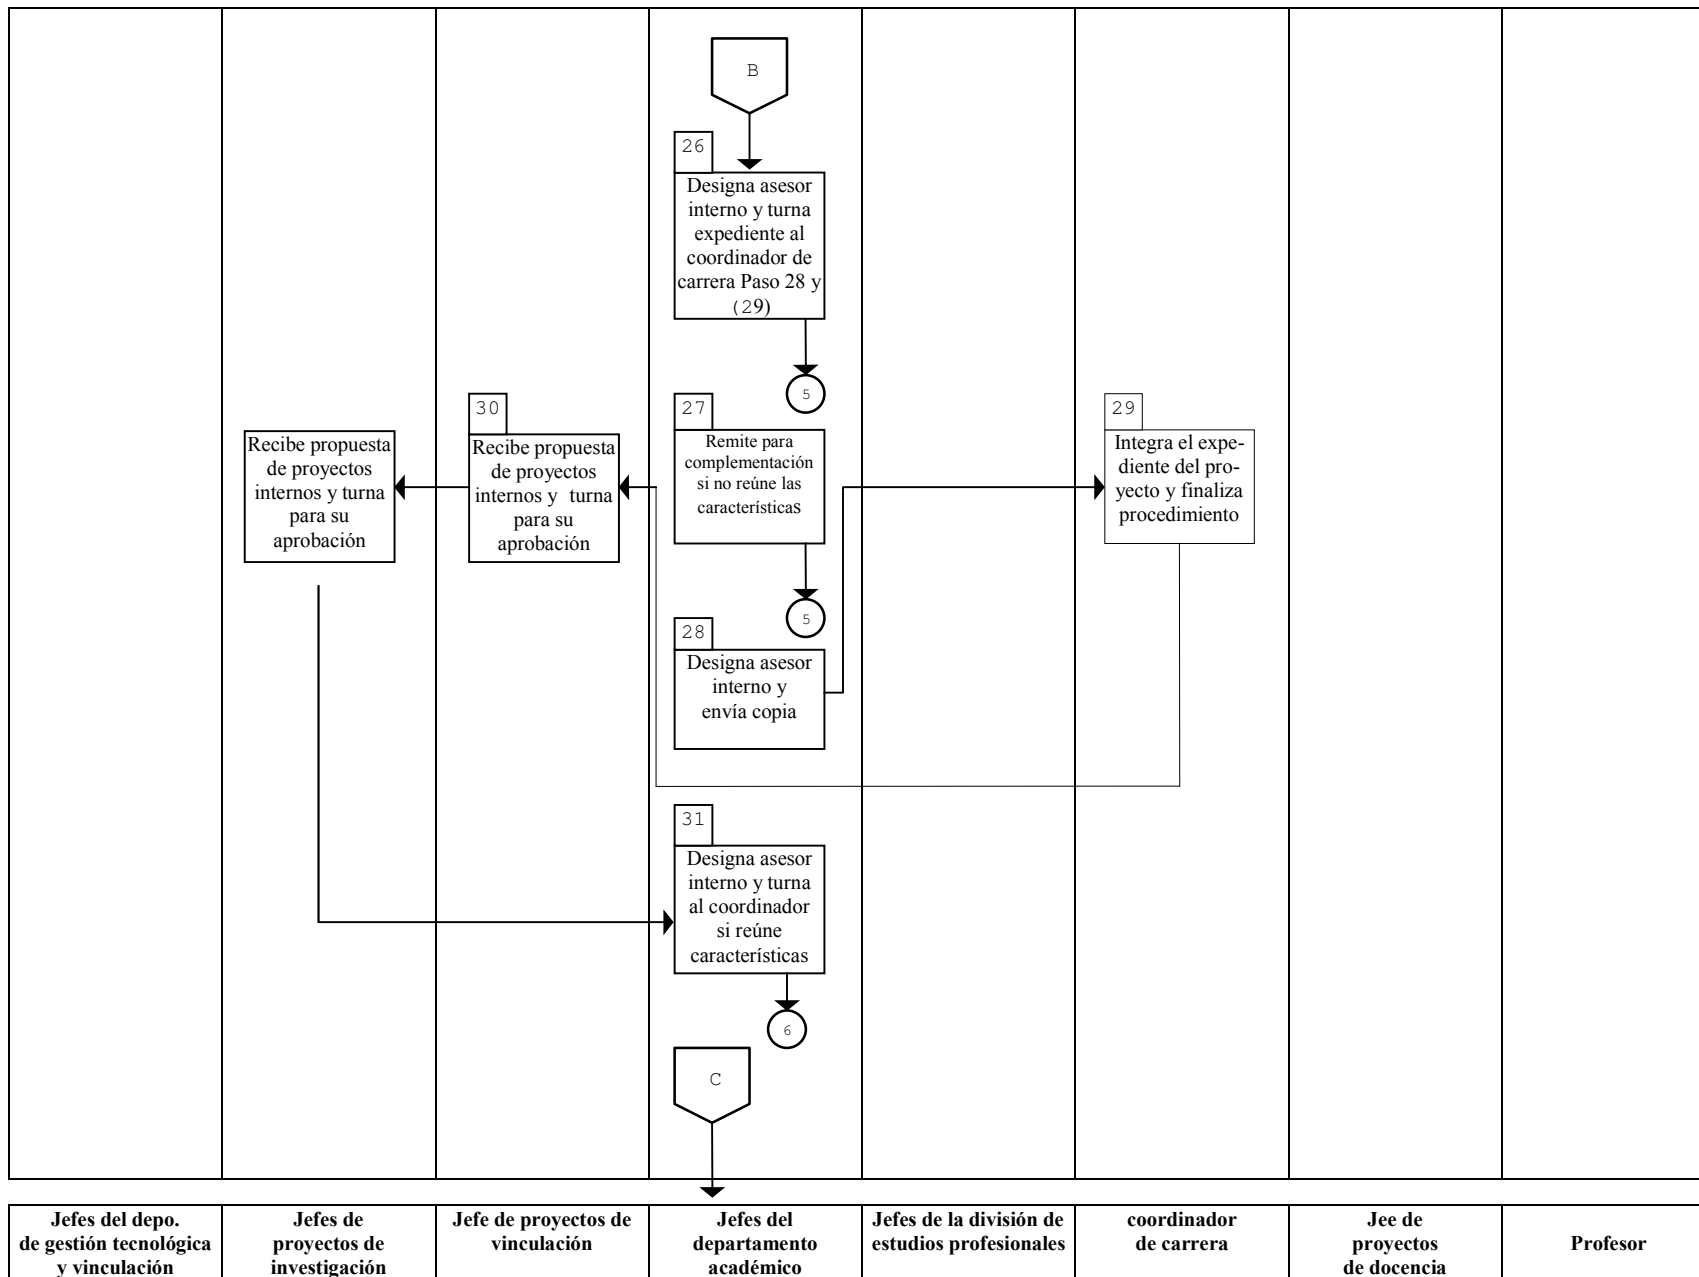 B
26
Designa asesor
interno y turna
expediente al
coordinador de
carrera Paso 28 y
(29)
5
30
27
29
Recibe propuesta
de proyectos
internos y turna
para su
aprobación
Recibe propuesta
de proyectos
internos y turna
para su
aprobación
Remite para
complementación
si no reúne las
características
Integra el expe-
diente del pro-
yecto y finaliza
procedimiento
5
28
Designa asesor
interno y
envía copia
31
Designa asesor
interno y turna
al coordinador
si reúne
características
6
C
Jefes del depo.
de gestión tecnológica
y vinculación
Jefes de
proyectos de
investigación
Jefe de proyectos de
vinculación
Jefes del
departamento
académico
Jefes de la división de
estudios profesionales
coordinador
de carrera
Jee de
proyectos
de docencia
Profesor